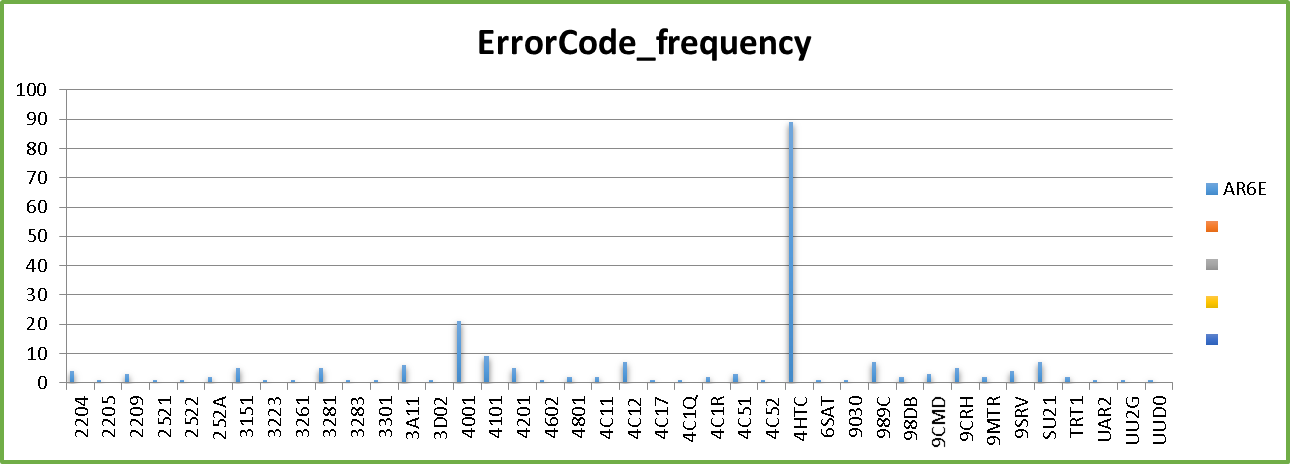 ErrorCode_frequency
100
90
80
70
60
50
40
30
20
10
0
AR6E
2204
2205
2209
2521
2522
252A
3151
3223
3261
3281
3283
3301
3A11
3D02
4001
4101
4201
4602
4801
4C11
4C12
4C17
4C1Q
4C1R
4C51
4C52
4HTC
6SAT
9030
989C
98DB
9CMD
9CRH
9MTR
9SRV
SU21
TRT1
UAR2
UU2G
UUD0